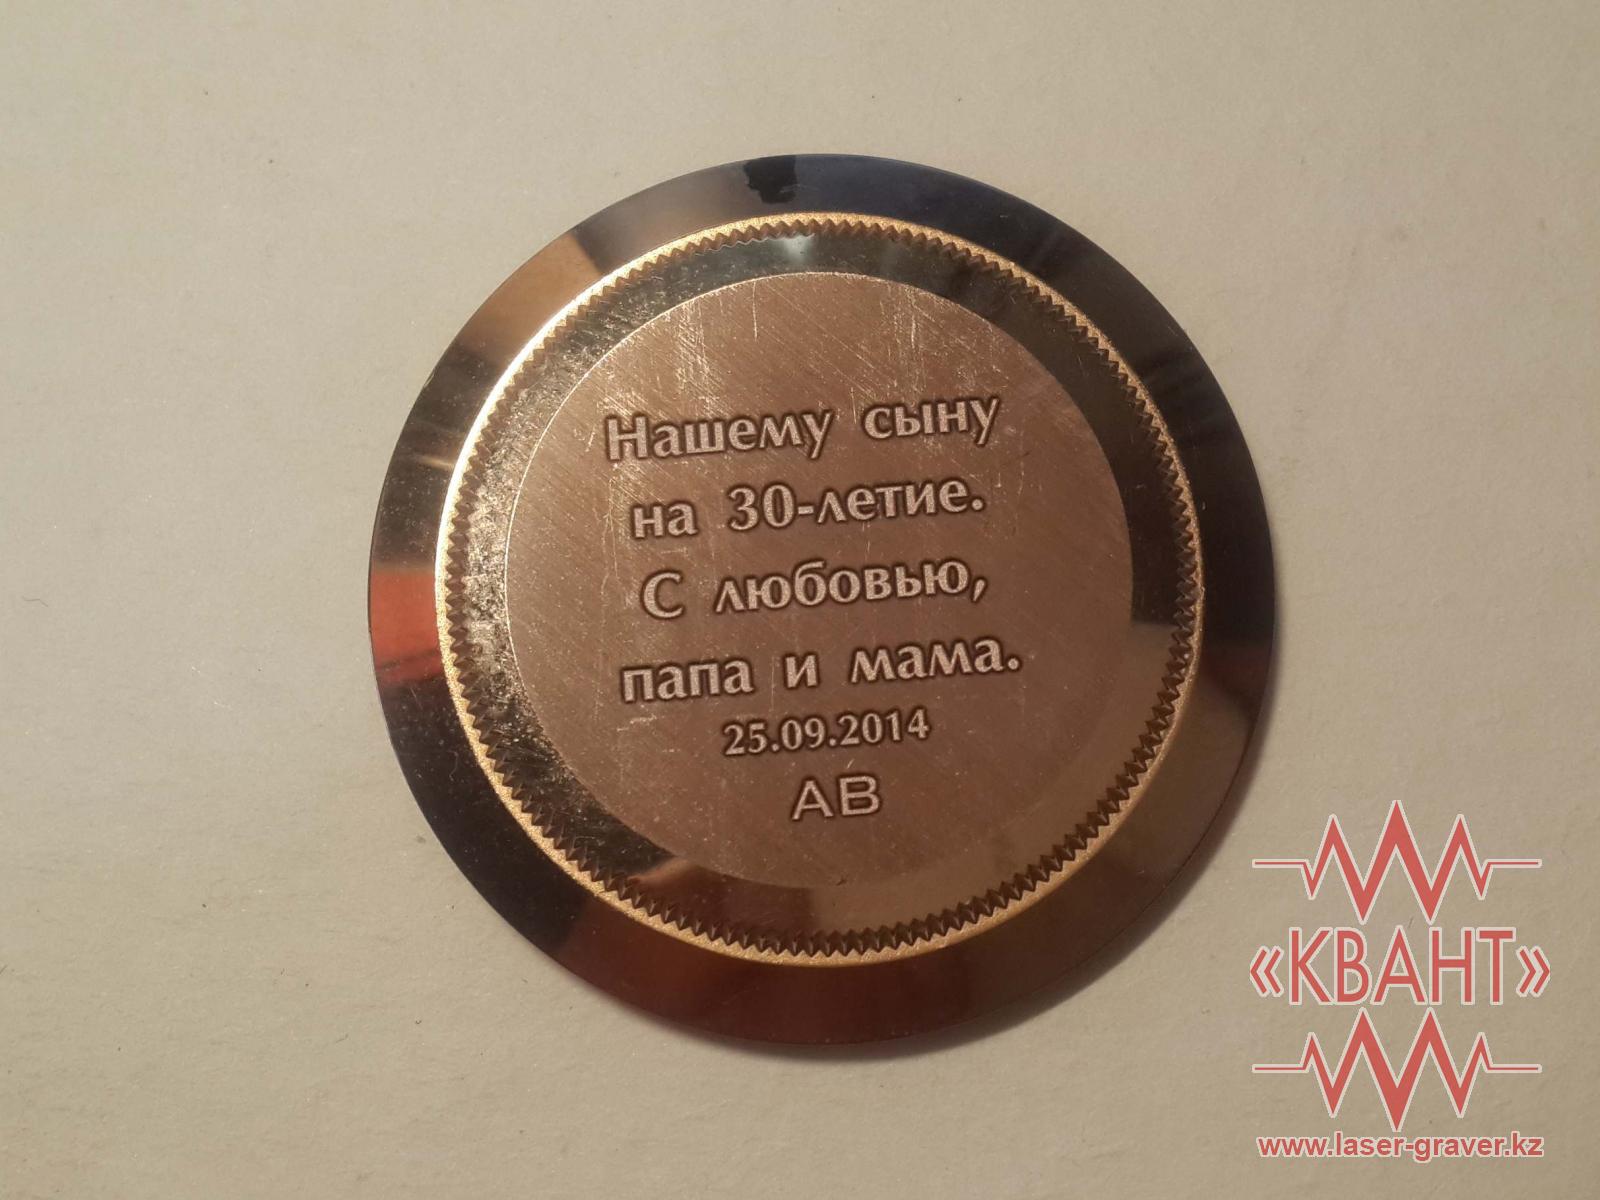 Нашему сыну
на 30-летие.
С любовью,
папа и мама.
25.09.2014
АВ
«КВАНТ»
www.laser-graver.kz